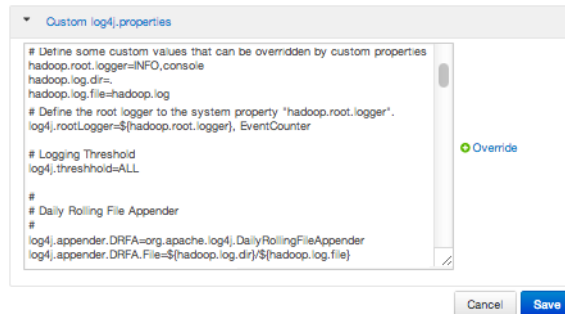 Custom log4j.properties
# Define some custom values that can be overridden by custom properties
hadoop.root.logger=INFO,console
hadoop.log.dir=.
hadoop.log.file=hadoop.log
# Define the root logger to the system property "hadoop.root.logger".
log4j.rootLogger=${hadoop.root.logger}, EventCounter
# Logging Threshold
log4j.threshhold=ALL
#
# Daily Rolling File Appender
#
log4j.appender.DRFA=org.apache.log4j.DailyRollingFileAppender
log4j.appender.DRFA.File=${hadoop.log.dir}/${hadoop.log.file}
Override
Cancel
Save